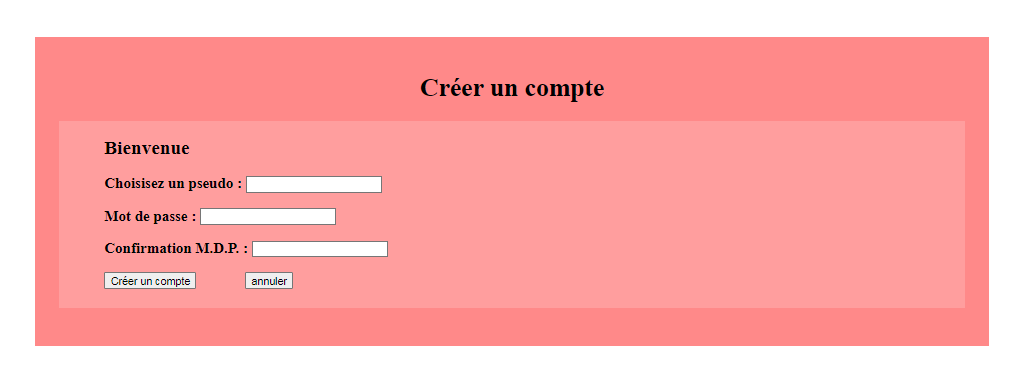 Créer un compte
Bienvenue
Choisisez un pseudo :
Mot de passe :
Confirmation M.D.P. :
Créer un compte annuler